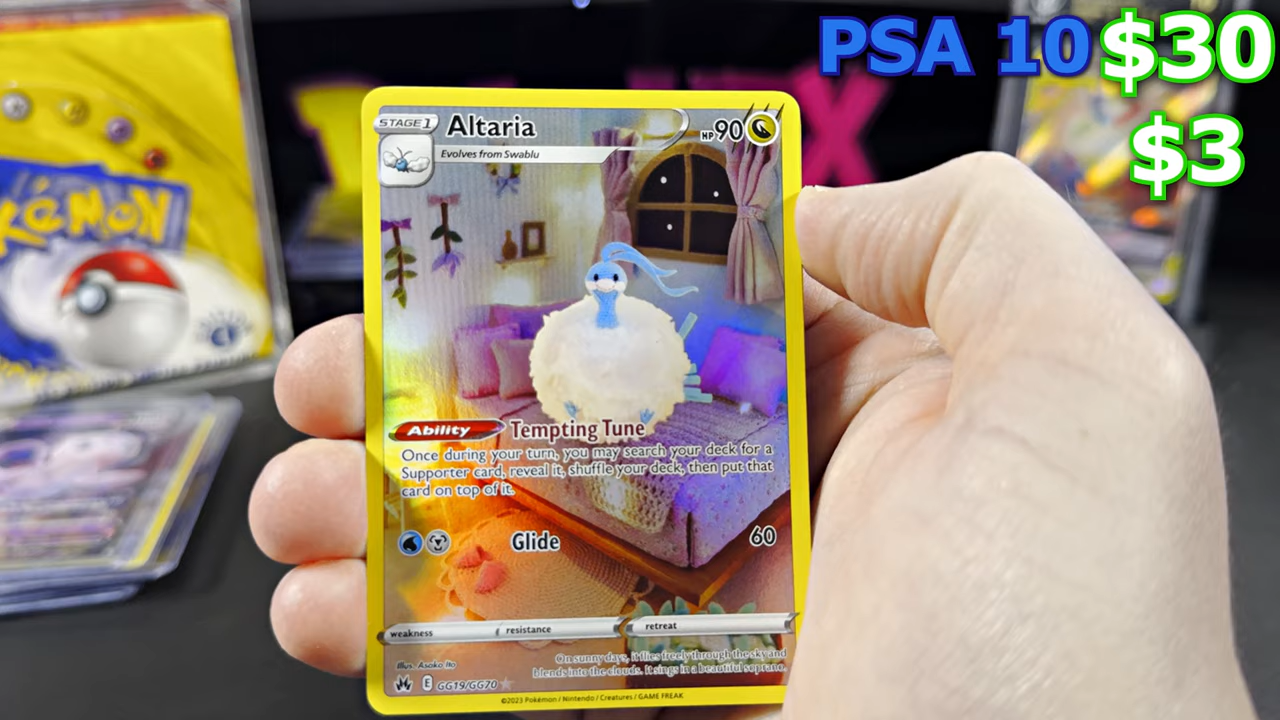 PSA 10 $30
$3
STAGE 1
Altaria
HP 90
Evolves from Swablu
Ability
Tempting Tune
Once during your turn, you may search your deck for a
Supporter card, reveal it, shuffle your deck, then put that
card on top of it.
Glide
60
weakness
resistance
retreat
On sunny days, it flies freely through the sky and
blends into the clouds. It sings in a beautiful soprano.
Illus. Asako Ito
E GG19/GG70
©2023 Pokémon / Nintendo / Creatures / GAME FREAK